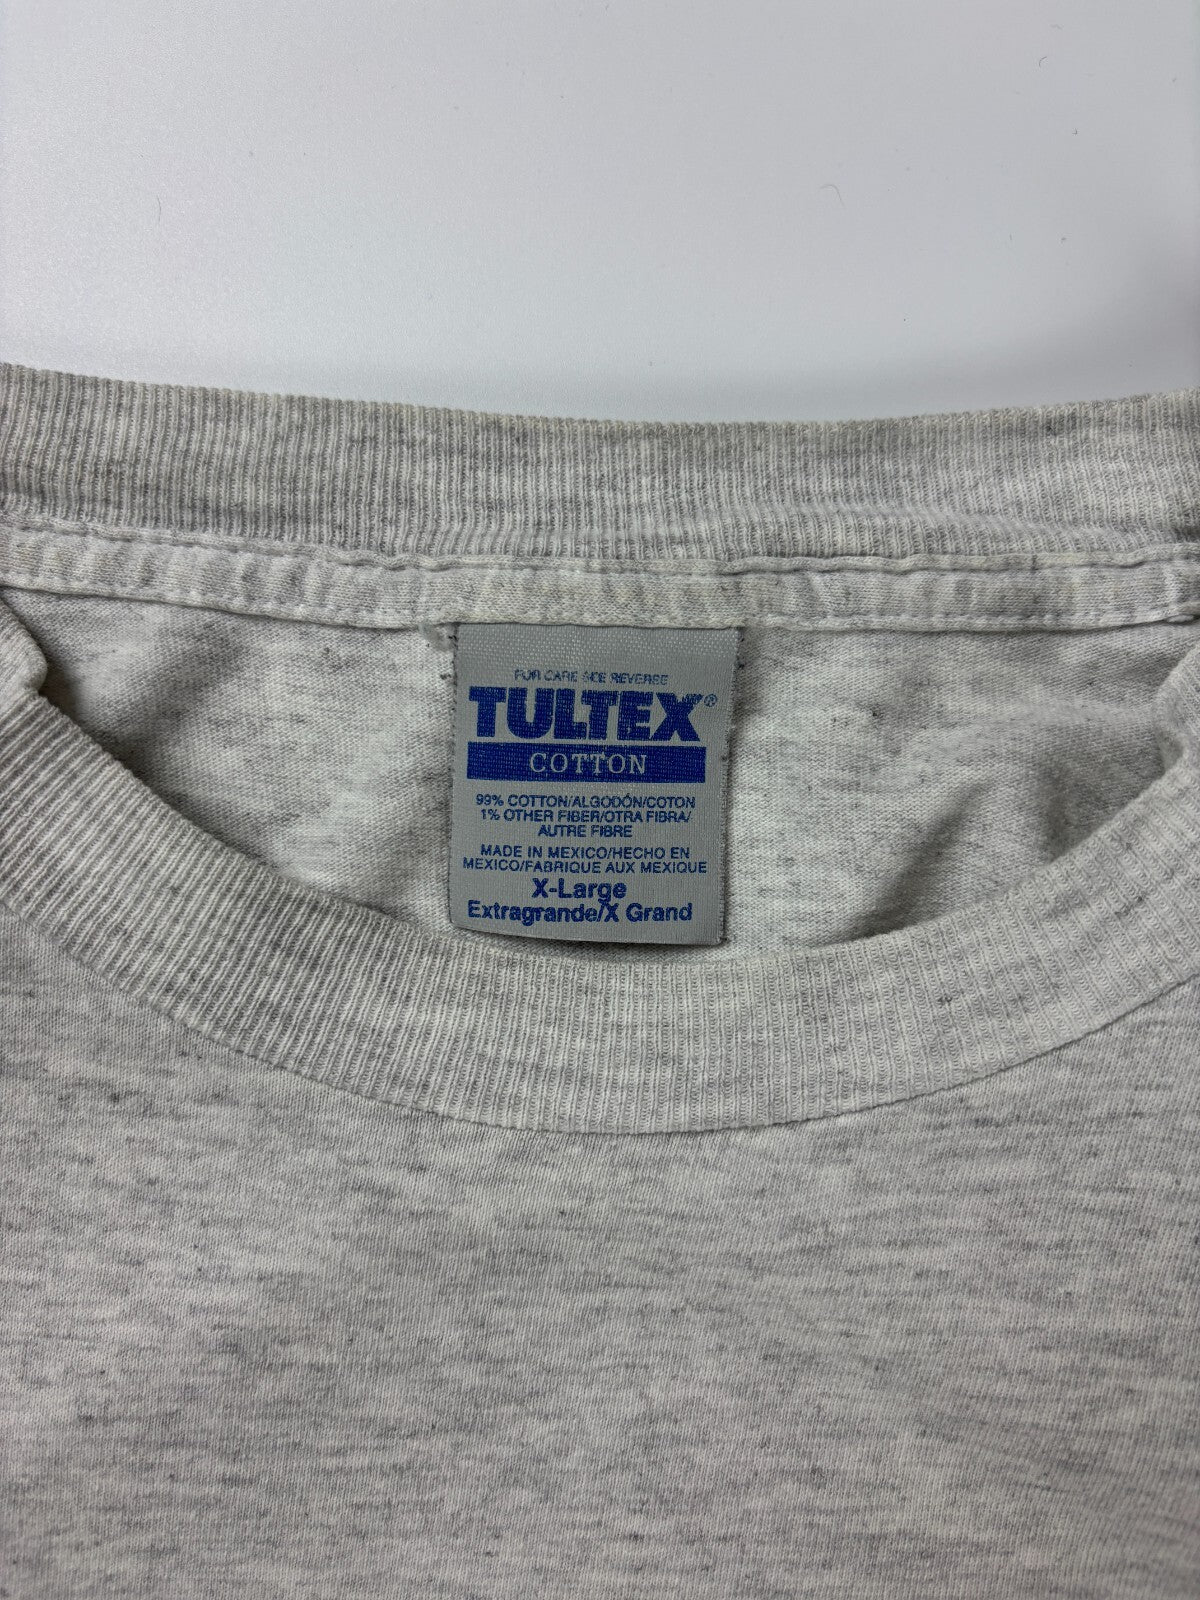 FOR CARE SEE REVERSE
TULTEX®
COTTON
99% COTTON/ALGODÓN/COTON
1% OTHER FIBER/OTRA FIBRA/
AUTRE FIBRE
MADE IN MEXICO/HECHO EN
MEXICO/FABRIQUE AUX MEXIQUE
X-Large
Extragrande/X Grand